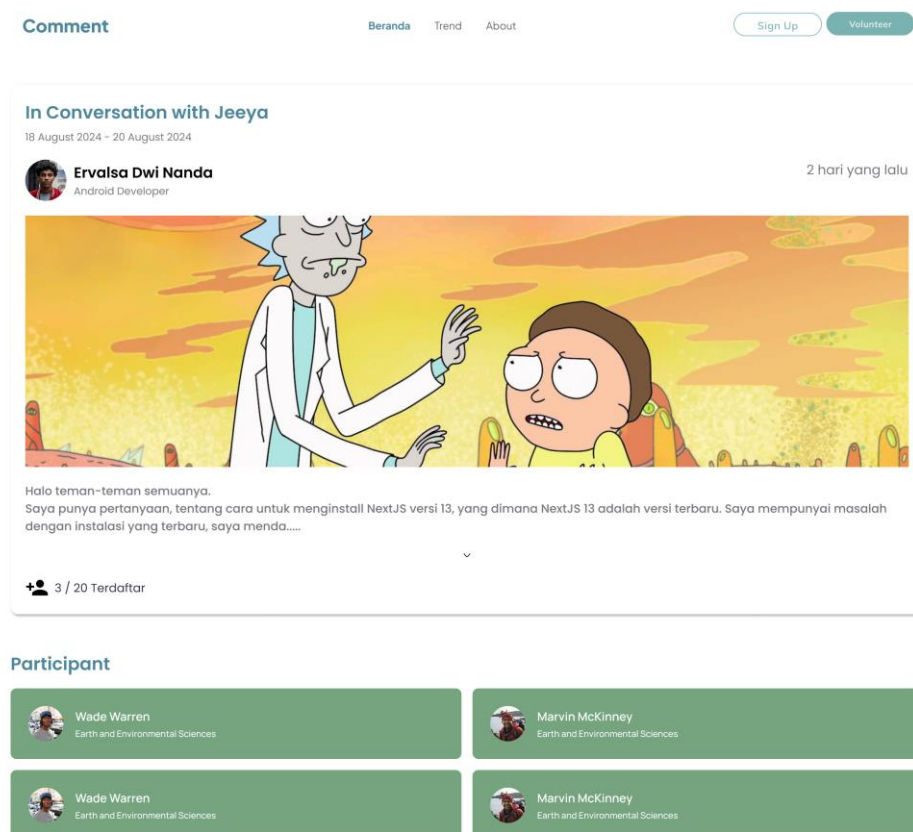 Comment
Beranda Trend About
Sign Up
Volunteer
In Conversation with Jeeya
18 August 2024 - 20 August 2024
Ervalsa Dwi Nanda
Android Developer
2 hari yang lalu
Halo teman-teman semuanya.
Saya punya pertanyaan, tentang cara untuk menginstall NextJS versi 13, yang dimana NextJS 13 adalah versi terbaru. Saya mempunyai masalah
dengan instalasi yang terbaru, saya menda.....
3 / 20 Terdaftar
Participant
Wade Warren
Earth and Environmental Sciences
Marvin McKinney
Earth and Environmental Sciences
Wade Warren
Earth and Environmental Sciences
Marvin McKinney
Earth and Environmental Sciences